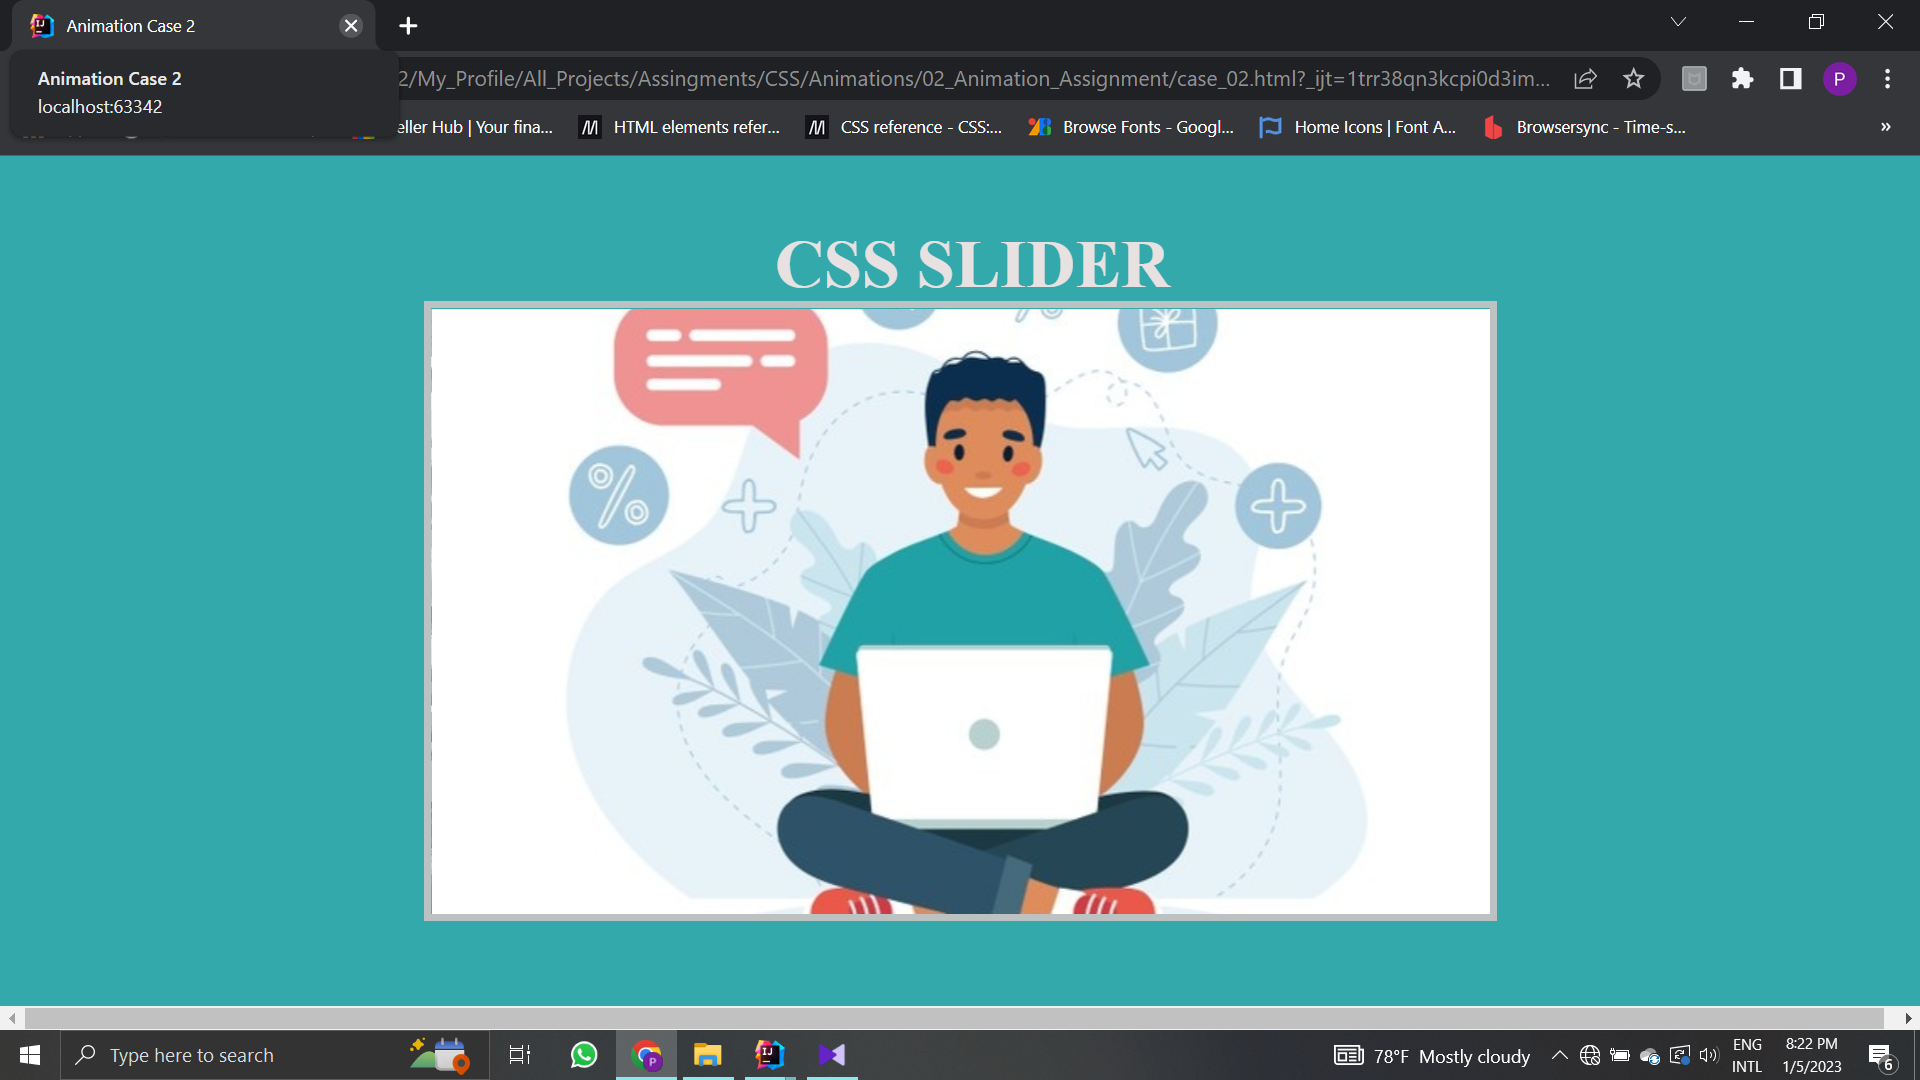 Animation Case 2
Animation Case 2
localhost:63342
2/My_Profile/All_Projects/Assingments/CSS/Animations/02_Animation_Assignment/case_02.html?_ijt=1trr38qn3kcpi0d3im...
P
eller Hub | Your fina...
HTML elements refer...
CSS reference - CSS:...
Browse Fonts - Googl...
Home Icons | Font A...
Browsersync - Time-s...
»
CSS SLIDER
%
Type here to search
P
IJ
78°F Mostly cloudy
ENG
INTL
8:22 PM
1/5/2023
6